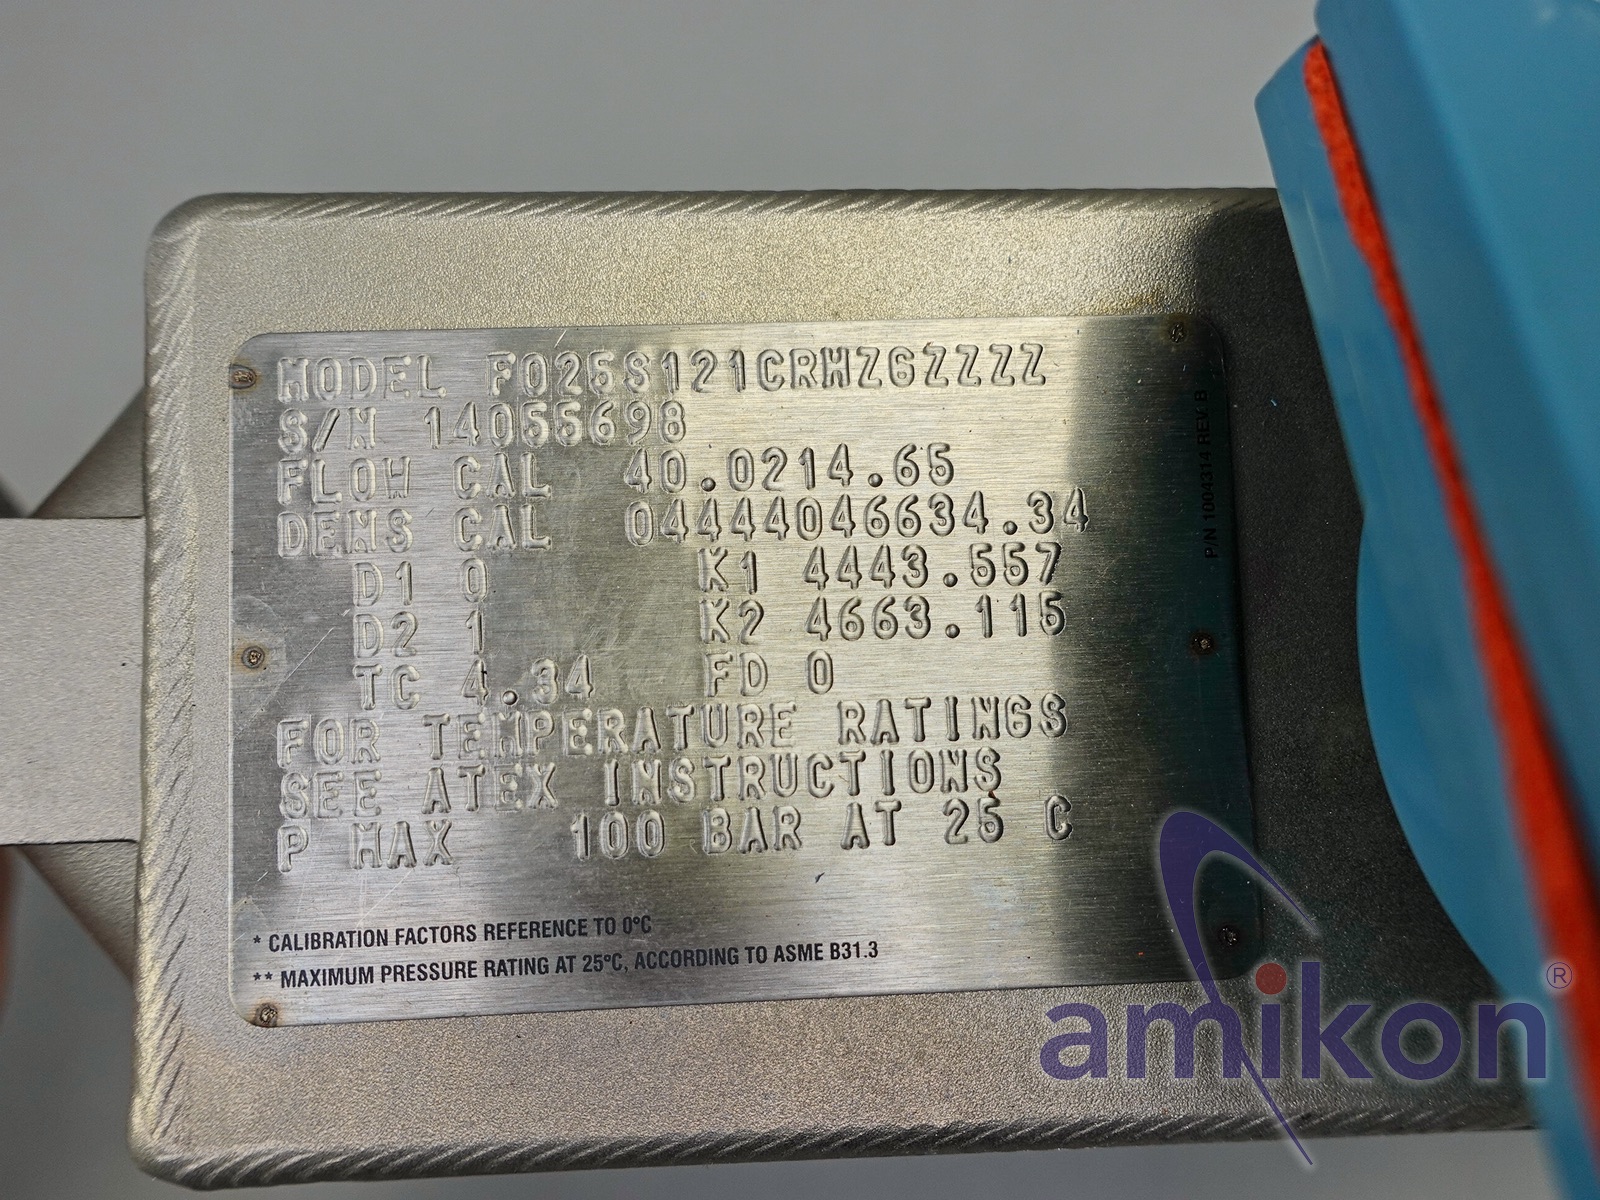 MODEL F025S121CRMZ6ZZZZ
S/N 14055698
FLOW CAL 40.0214.65
DENS CAL 04444046634.34
D1 0 K1 4443.557
D2 1 K2 4663.115
TC 4.34 FD 0
FOR TEMPERATURE RATINGS
SEE ATEX INSTRUCTIONS
P MAX 100 BAR AT 25 C
* CALIBRATION FACTORS REFERENCE TO 0°C
** MAXIMUM PRESSURE RATING AT 25°C, ACCORDING TO ASME B31.3
P/N 1004314 REV B
amikon®